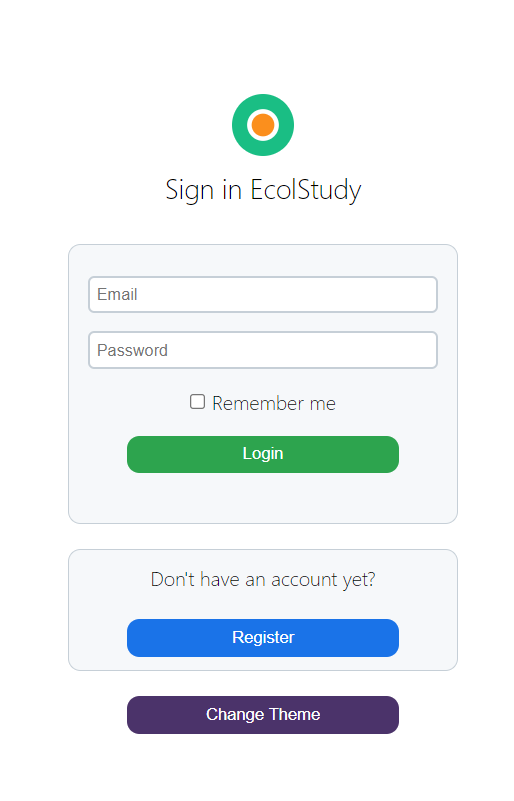 Sign in EcolStudy
Email
Password
Remember me
Login
Don't have an account yet?
Register
Change Theme